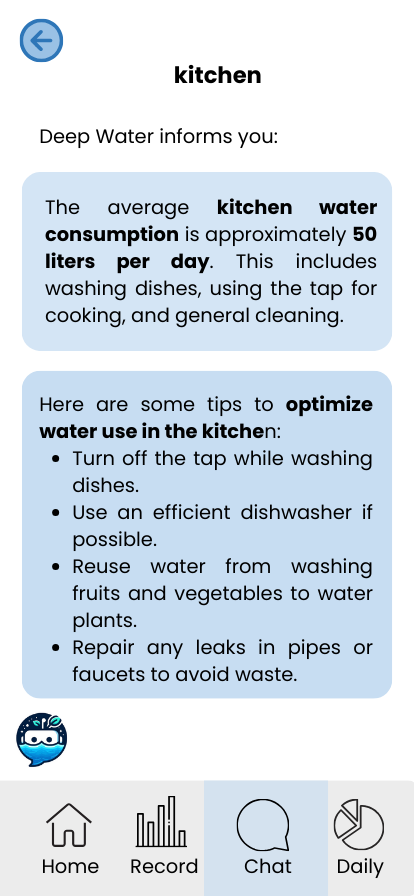 kitchen
Deep Water informs you:
The average kitchen water
consumption is approximately 50
liters per day. This includes
washing dishes, using the tap for
cooking, and general cleaning.
Here are some tips to optimize
water use in the kitchen:
• Turn off the tap while washing
dishes.
• Use an efficient dishwasher if
possible.
• Reuse water from washing
fruits and vegetables to water
plants.
• Repair any leaks in pipes or
faucets to avoid waste.
Home Record Chat Daily